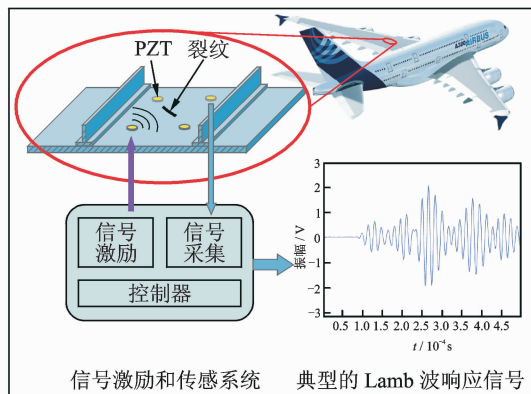 PZT 裂纹
A380 AIRBUS
信号
激励
信号
采集
控制器
振幅 / V
3
2
1
0
−1
−2
−3
0.5 1.0 1.5 2.0 2.5 3.0 3.5 4.0 4.5
t / 10⁻⁴ s
信号激励和传感系统 典型的 Lamb 波响应信号